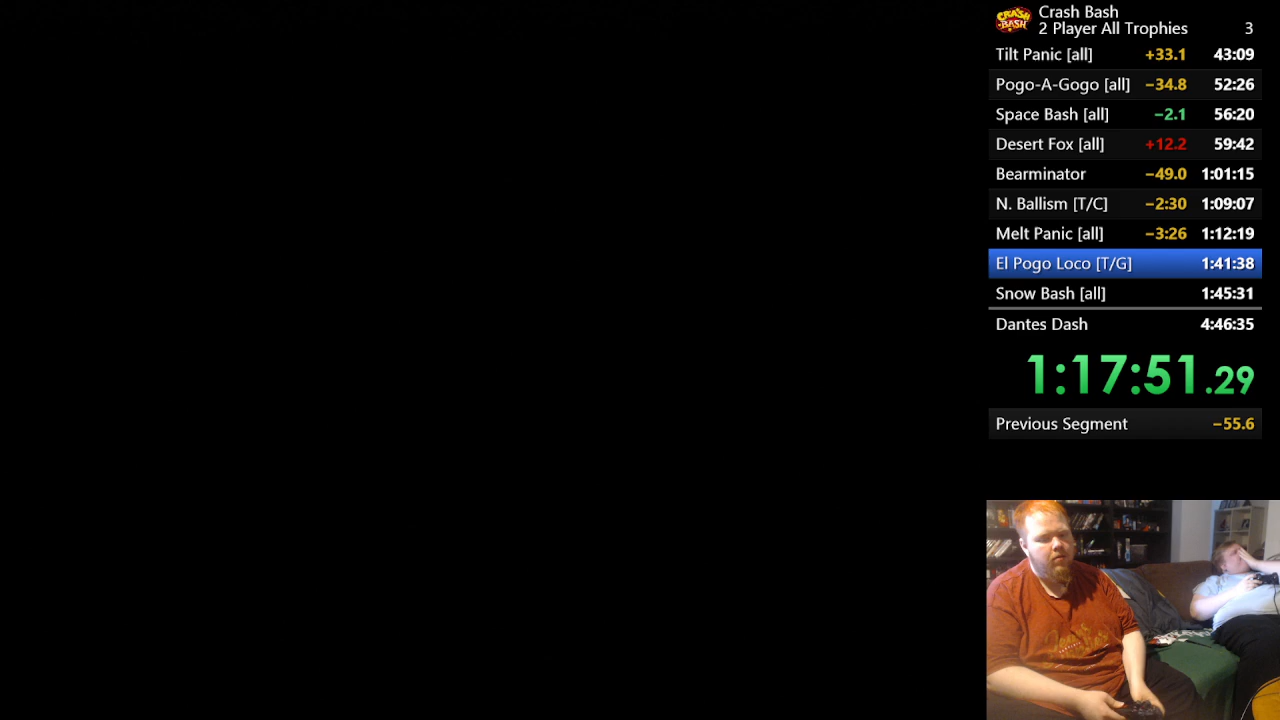 CRASH BASH
Crash Bash
2 Player All Trophies 3
Tilt Panic [all] +33.1 43:09
Pogo-A-Gogo [all] −34.8 52:26
Space Bash [all] −2.1 56:20
Desert Fox [all] +12.2 59:42
Bearminator −49.0 1:01:15
N. Ballism [T/C] −2:30 1:09:07
Melt Panic [all] −3:26 1:12:19
El Pogo Loco [T/G] 1:41:38
Snow Bash [all] 1:45:31
Dantes Dash 4:46:35
1:17:51.29
Previous Segment −55.6